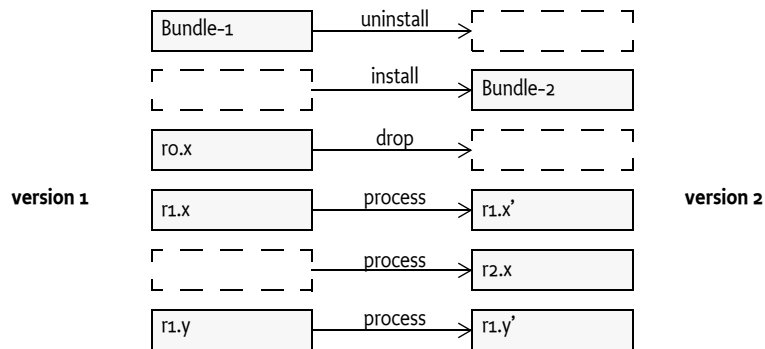 Bundle-1 uninstall
install Bundle-2
r0.x drop
version 1 version 2
r1.x process r1.x’
process r2.x
r1.y process r1.y’